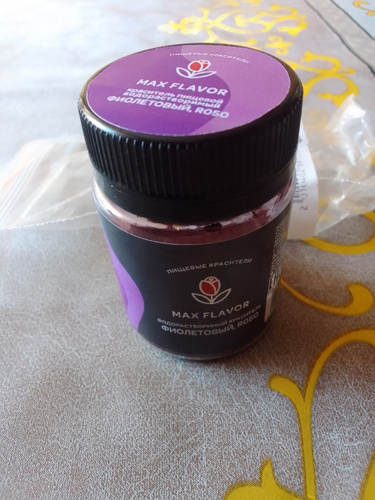 ПИЩЕВЫЕ КРАСИТЕЛИ
MAX FLAVOR
краситель пищевой
водорастворимый
ФИОЛЕТОВЫЙ, R050
ПИЩЕВЫЕ КРАСИТЕЛИ
MAX FLAVOR
ВОДОРАСТВОРИМЫЙ КРАСИТЕЛЬ
ФИОЛЕТОВЫЙ, R050